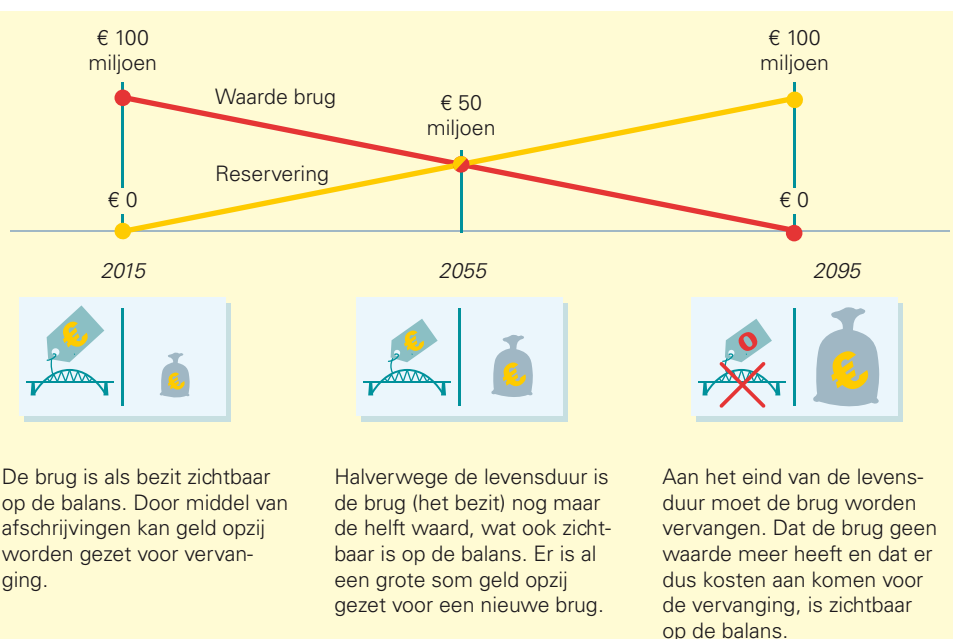 € 100
miljoen
€ 100
miljoen
Waarde brug
€ 50
miljoen
Reservering
€ 0
€ 0
2015
2055
2095
€
€
€
€
0
€
De brug is als bezit zichtbaar
op de balans. Door middel van
afschrijvingen kan geld opzij
worden gezet voor vervan-
ging.
Halverwege de levensduur is
de brug (het bezit) nog maar
de helft waard, wat ook zicht-
baar is op de balans. Er is al
een grote som geld opzij
gezet voor een nieuwe brug.
Aan het eind van de levens-
duur moet de brug worden
vervangen. Dat de brug geen
waarde meer heeft en dat er
dus kosten aan komen voor
de vervanging, is zichtbaar
op de balans.